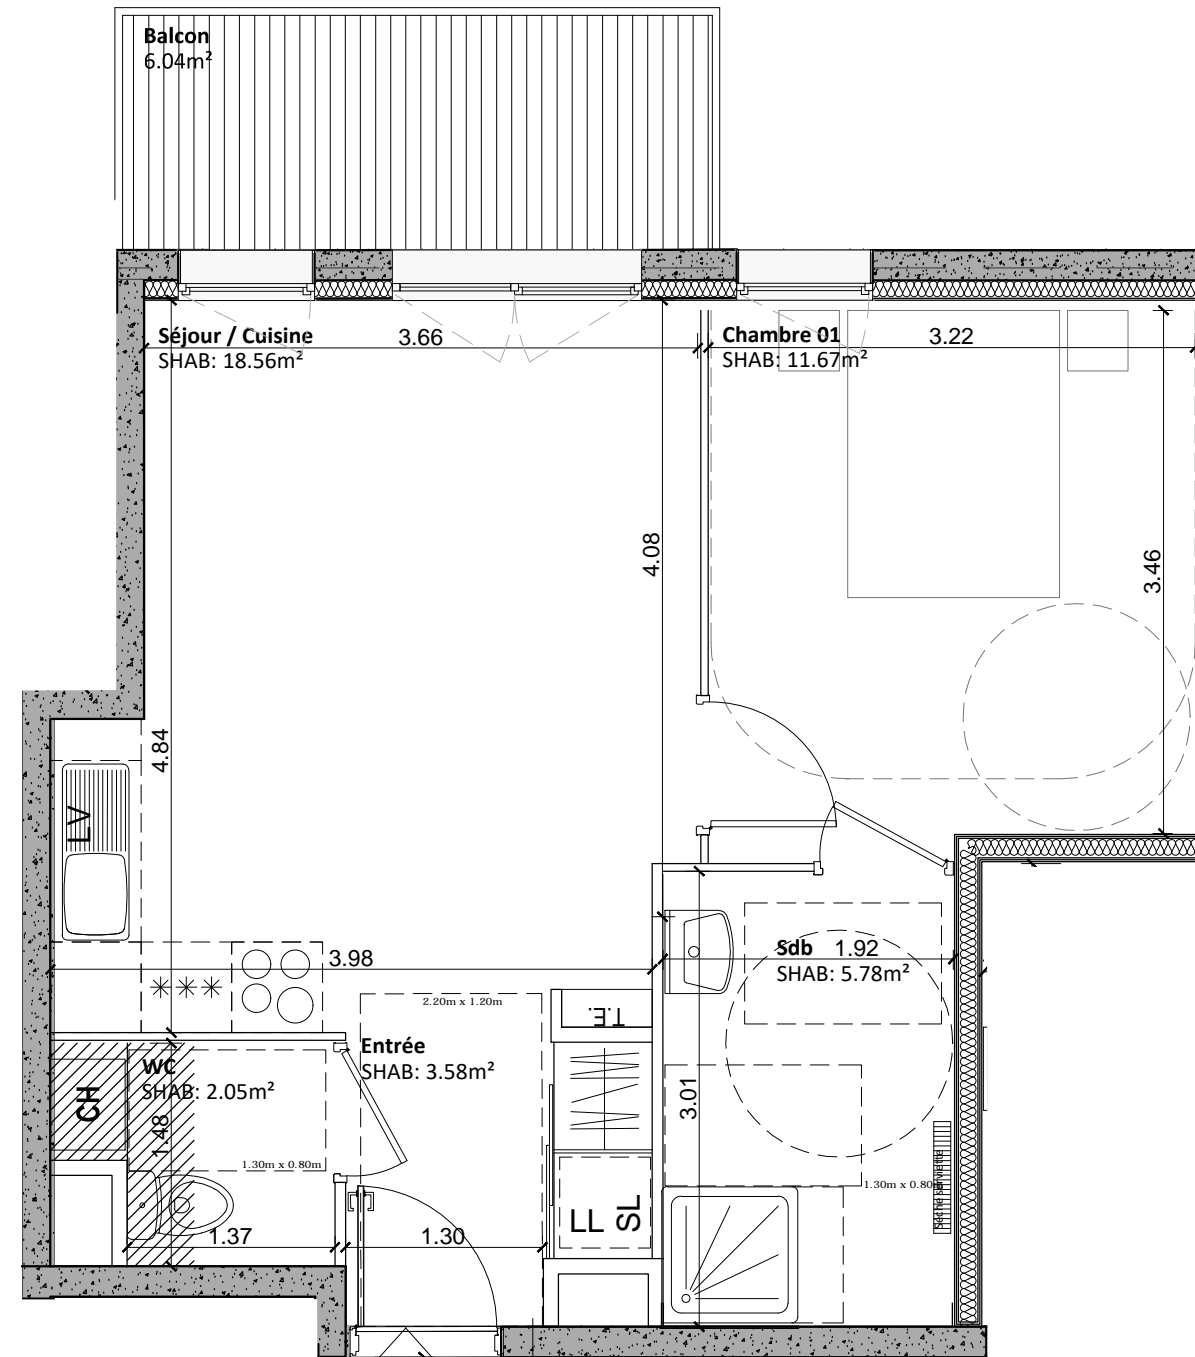 Balcon
6.04m²
Séjour / Cuisine
SHAB: 18.56m²
3.66
Chambre 01
SHAB: 11.67m²
3.22
4.08
3.46
4.84
LV
3.98
Sdb
SHAB: 5.78m²
1.92
2.20m x 1.20m
T.E.
Entrée
SHAB: 3.58m²
WC
SHAB: 2.05m²
CH
1.48
3.01
1.30m x 0.80m
1.30m x 0.80m
Sèche serviette
LL
SL
1.37
1.30